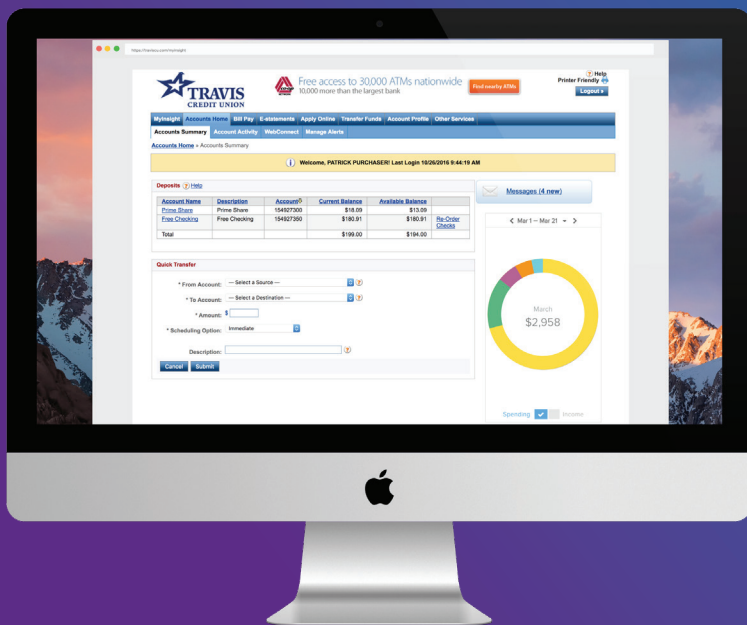 https://traviscu.com/myinsight
TRAVIS
CREDIT UNION
Free access to 30,000 ATMs nationwide
10,000 more than the largest bank
Find nearby ATMs
? Help
Printer Friendly
Logout »
MyInsight Accounts Home Bill Pay E-statements Apply Online Transfer Funds Account Profile Other Services
Accounts Summary Account Activity WebConnect Manage Alerts
Accounts Home » Accounts Summary
i Welcome, PATRICK PURCHASER! Last Login 10/26/2016 9:44:19 AM
Deposits ? Help
Account Name Description Account Current Balance Available Balance
Prime Share Prime Share 154927300 $18.09 $13.09
Free Checking Free Checking 154927350 $180.91 $180.91 Re-Order Checks
Total $199.00 $194.00
Messages (4 new)
Quick Transfer
* From Account: --- Select a Source --- ?
* To Account: --- Select a Destination --- ?
* Amount: $
* Scheduling Option: Immediate
Description: ?
Cancel Submit
< Mar 1 – Mar 21 >
March
$2,958
Spending Income